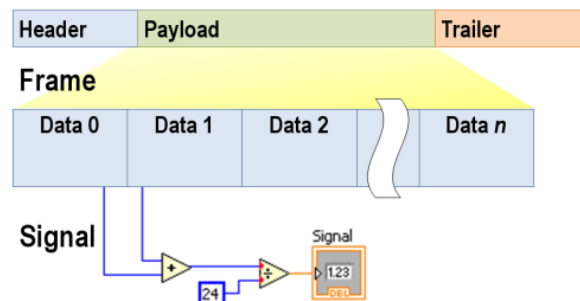 Header Payload Trailer
Frame
Data 0 Data 1 Data 2 Data n
Signal
Signal
+
÷
1.23
24
DBL